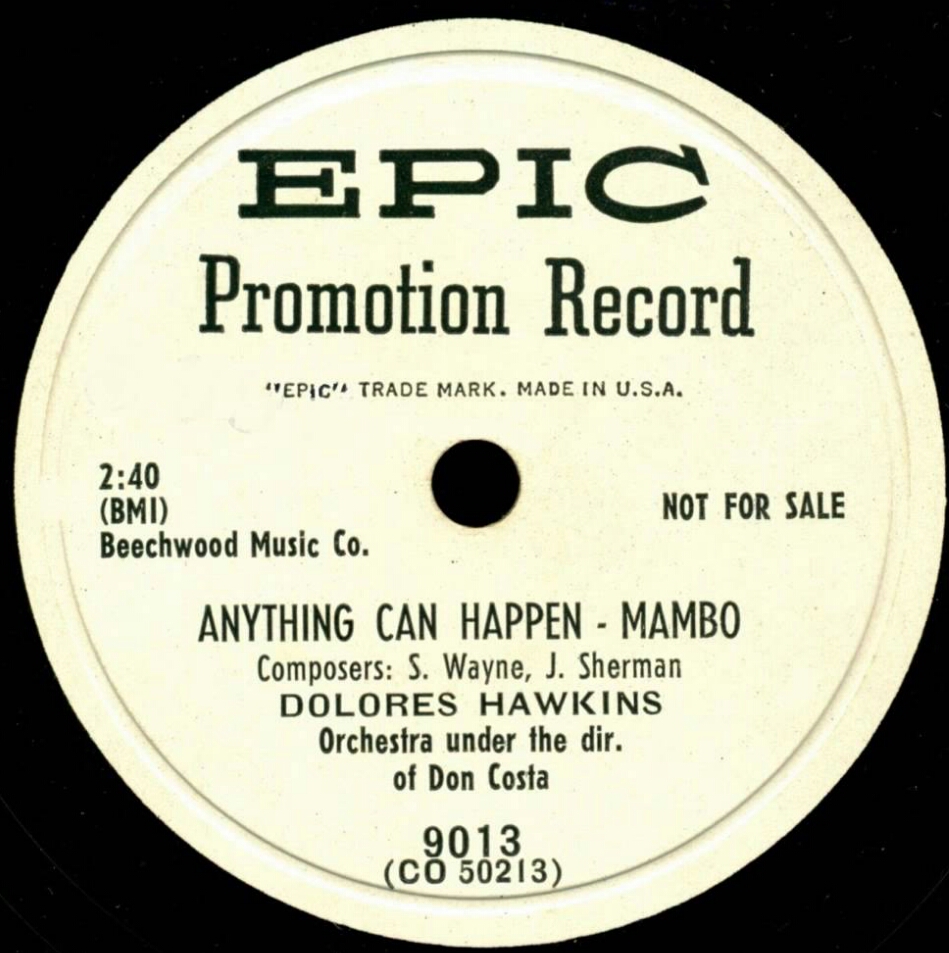 EPIC
Promotion Record
"EPIC" TRADE MARK. MADE IN U.S.A.
2:40
(BMI)
Beechwood Music Co.
NOT FOR SALE
ANYTHING CAN HAPPEN - MAMBO
Composers: S. Wayne, J. Sherman
DOLORES HAWKINS
Orchestra under the dir.
of Don Costa
9013
(CO 50213)